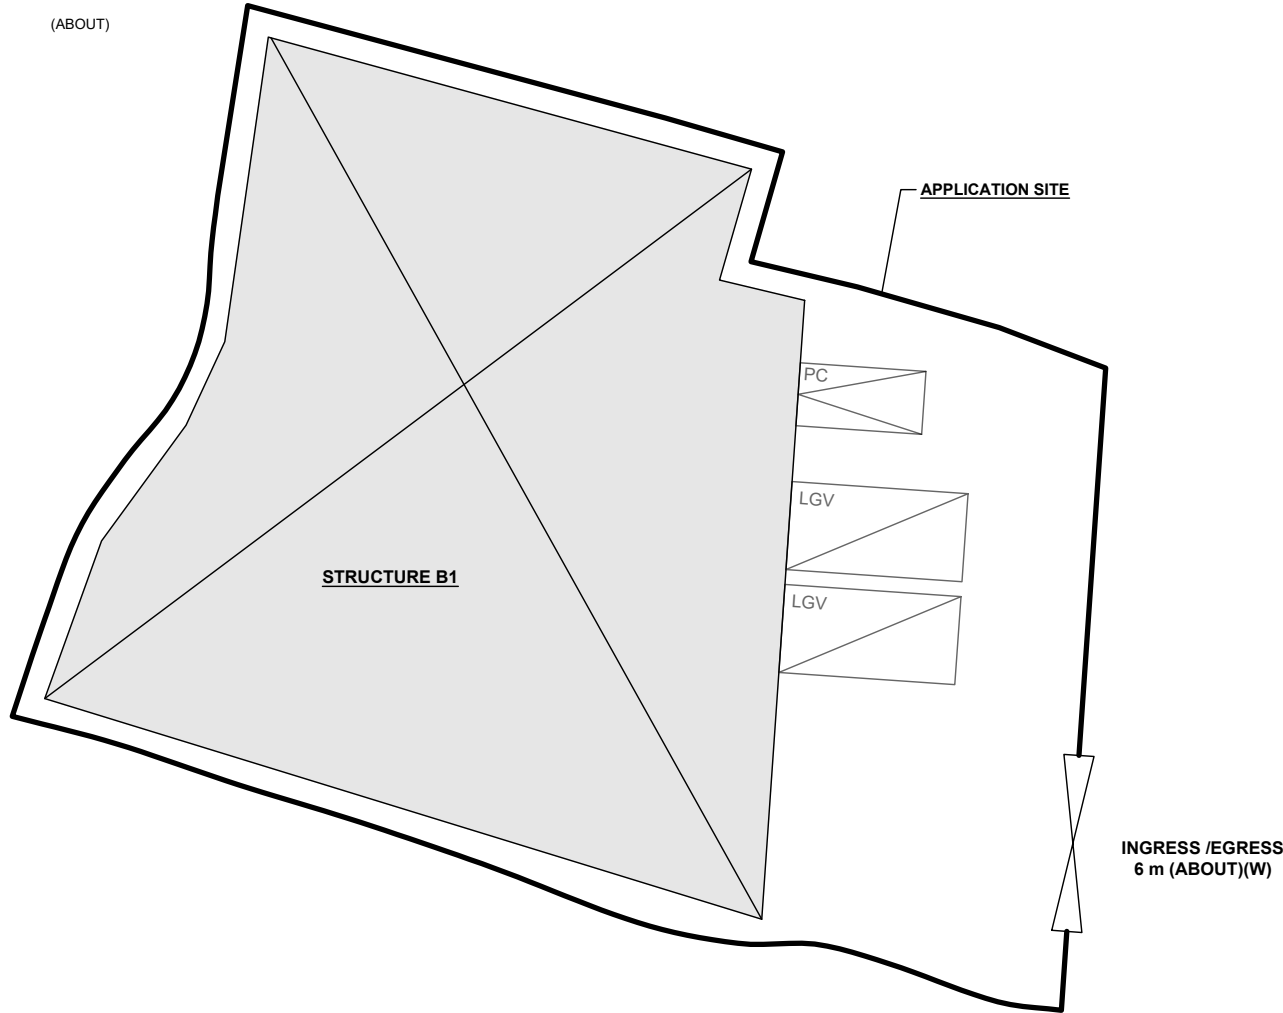 (ABOUT)
APPLICATION SITE
PC
LGV
STRUCTURE B1
LGV
INGRESS /EGRESS
6 m (ABOUT)(W)